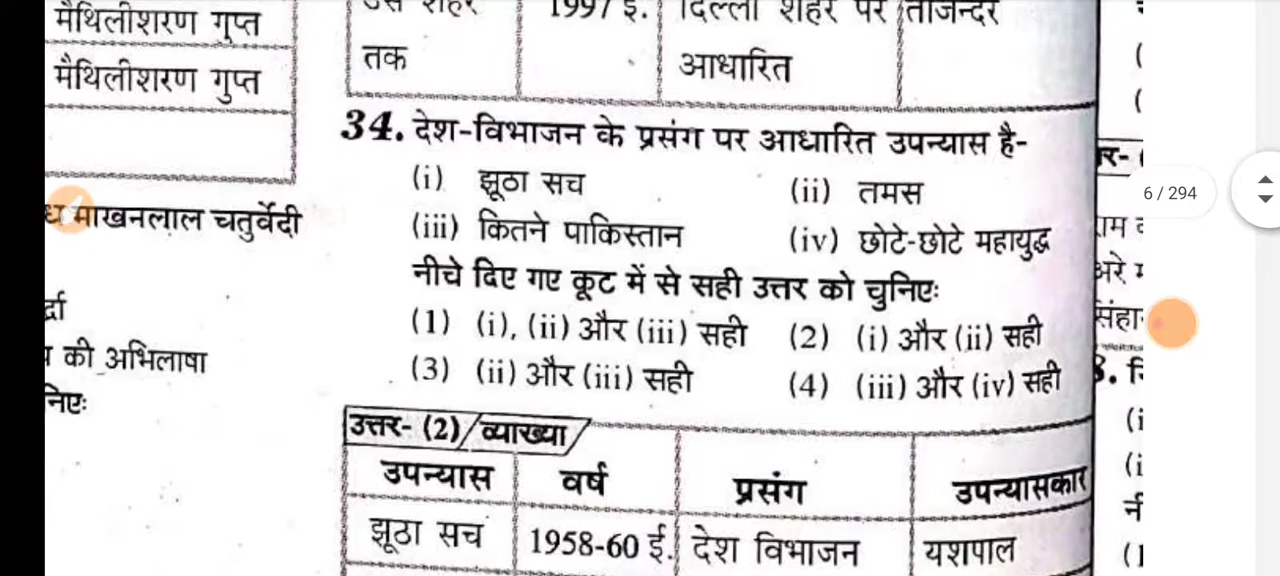 मैथिलीशरण गुप्त
मैथिलीशरण गुप्त
माखनलाल चतुर्वेदी
की अभिलाषा
1997 ई. दिल्ली शहर पर
तक आधारित
34. देश-विभाजन के प्रसंग पर आधारित उपन्यास है-
(i) झूठा सच (ii) तमस
(iii) कितने पाकिस्तान (iv) छोटे-छोटे महायुद्ध
नीचे दिए गए कूट में से सही उत्तर को चुनिएः
(1) (i), (ii) और (iii) सही (2) (i) और (ii) सही
(3) (ii) और (iii) सही (4) (iii) और (iv) सही
उत्तर- (2) व्याख्या
उपन्यास वर्ष प्रसंग उपन्यासकार
झूठा सच 1958-60 ई. देश विभाजन यशपाल
6 / 294